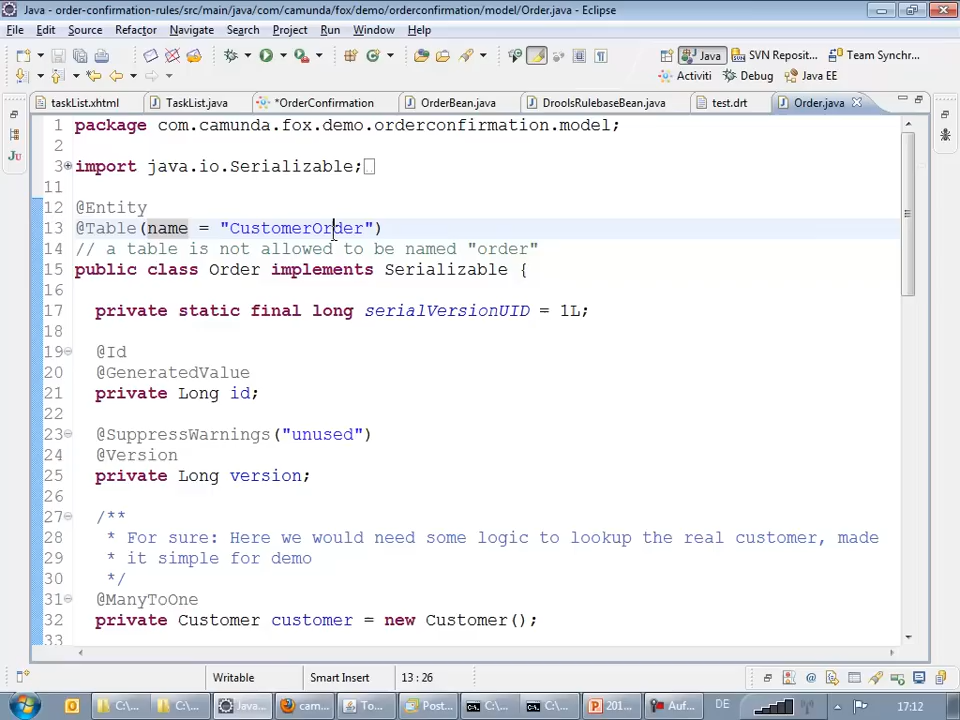 Java - order-confirmation-rules/src/main/java/com/camunda/fox/demo/orderconfirmation/model/Order.java - Eclipse
File Edit Source Refactor Navigate Search Project Run Window Help
Java SVN Reposit... Team Synchr...
Activiti Debug Java EE
taskList.xhtml TaskList.java *OrderConfirmation OrderBean.java DroolsRulebaseBean.java test.drt Order.java
1 package com.camunda.fox.demo.orderconfirmation.model;
2
3 import java.io.Serializable;
11
12 @Entity
13 @Table(name = "CustomerOrder")
14 // a table is not allowed to be named "order"
15 public class Order implements Serializable {
16
17 private static final long serialVersionUID = 1L;
18
19 @Id
20 @GeneratedValue
21 private Long id;
22
23 @SuppressWarnings("unused")
24 @Version
25 private Long version;
26
27 /**
28 * For sure: Here we would need some logic to lookup the real customer, made
29 * it simple for demo
30 */
31 @ManyToOne
32 private Customer customer = new Customer();
33
Writable Smart Insert 13 : 26
C:\... C:\... Java... cam... To... Post... C:\... C:\... 201... Auf... DE 17:12